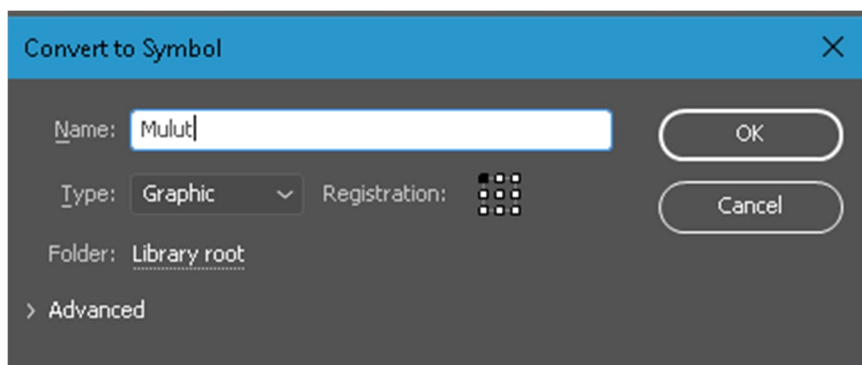 Convert to Symbol
Name: Mulut OK
Type: Graphic Registration: Cancel
Folder: Library root
Advanced